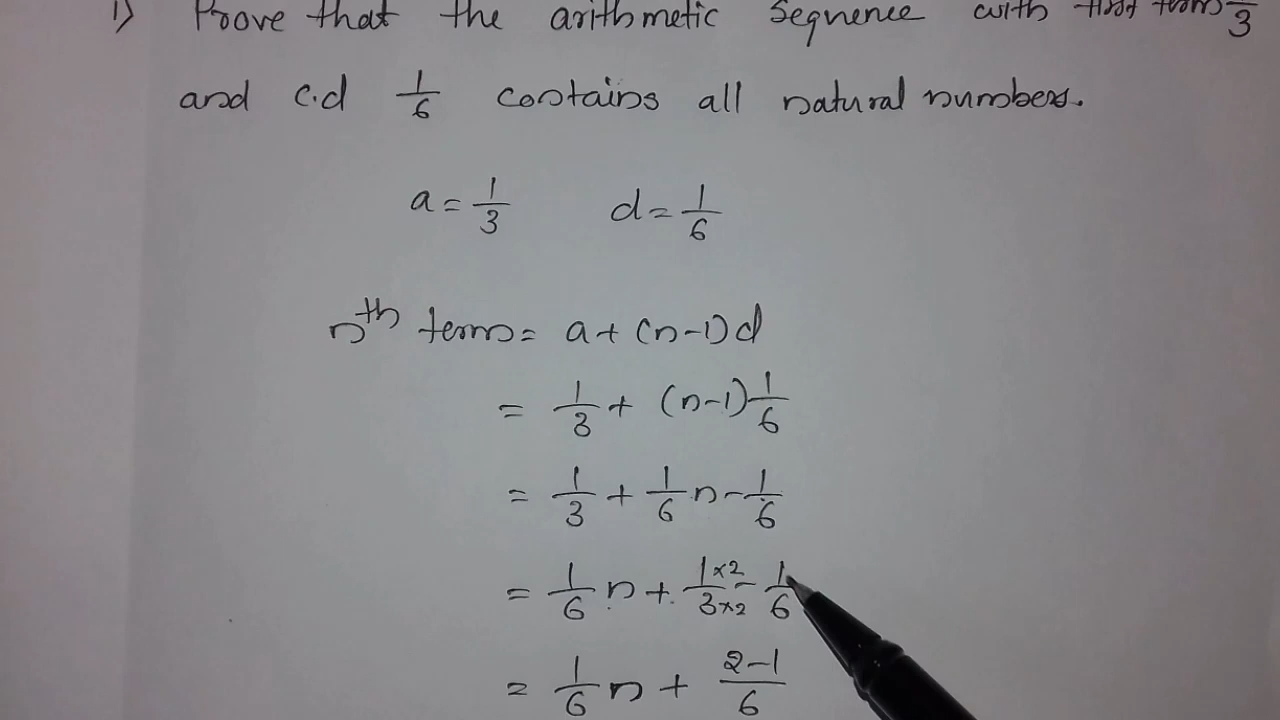 1) Prove that the arithmetic sequence with first term 1/3
and c.d 1/6 contains all natural numbers.
a = 1/3 d = 1/6
nth term = a + (n-1) d
= 1/3 + (n-1) 1/6
= 1/3 + 1/6 n - 1/6
= 1/6 n + 1×2/3×2 - 1/6
= 1/6 n + 2-1/6